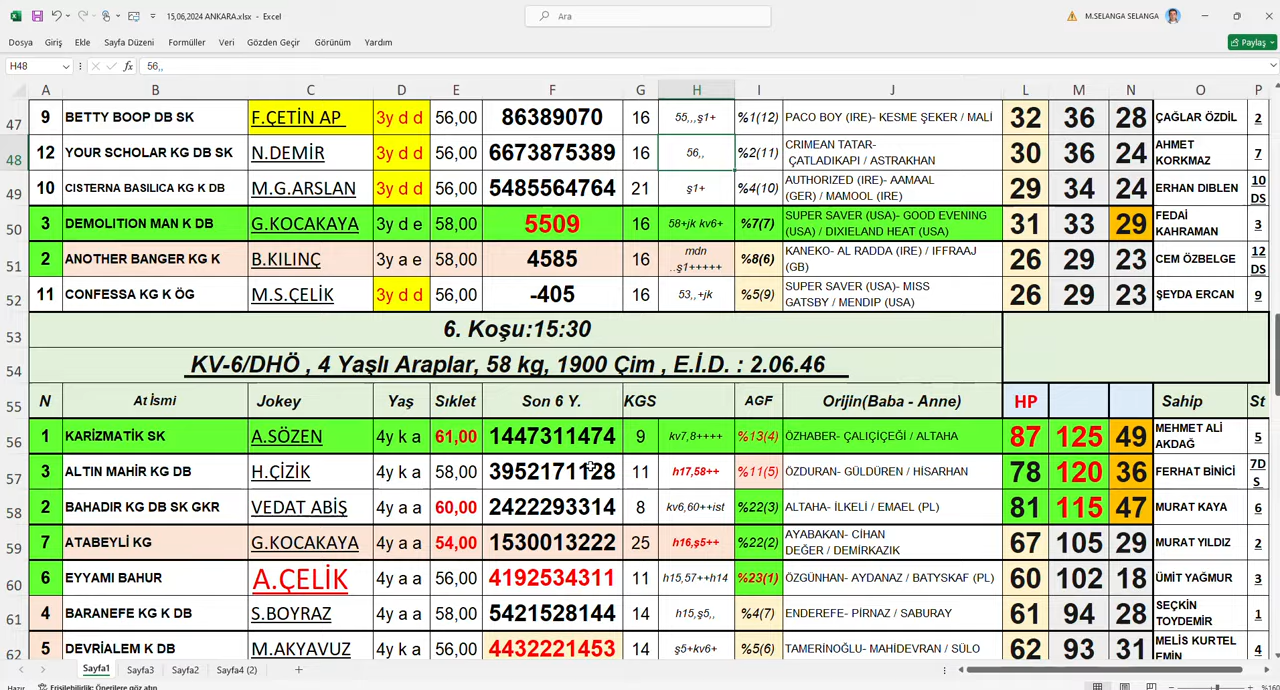 15,06,2024 ANKARA.xlsx - Excel
Ara
M.SELANGA SELANGA
Dosya Giriş Ekle Sayfa Düzeni Formüller Veri Gözden Geçir Görünüm Yardım
Paylaş
H48 fx 56,,
A B C D E F G H I J L M N O P
47 9 BETTY BOOP DB SK F.ÇETİN AP 3y d d 56,00 86389070 16 55,,,ş1+ %1(12) PACO BOY (IRE)- KESME ŞEKER / MALİ 32 36 28 ÇAĞLAR ÖZDİL 2
48 12 YOUR SCHOLAR KG DB SK N.DEMİR 3y d d 56,00 6673875389 16 56,, %2(11) CRIMEAN TATAR- ÇATLADIKAPI / ASTRAKHAN 30 36 24 AHMET KORKMAZ 7
49 10 CISTERNA BASILICA KG K DB M.G.ARSLAN 3y d d 56,00 5485564764 21 ş1+ %4(10) AUTHORIZED (IRE)- AAMAAL (GER) / MAMOOL (IRE) 29 34 24 ERHAN DIBLEN 10 DS
50 3 DEMOLITION MAN K DB G.KOCAKAYA 3y d e 58,00 5509 16 58+jk kv6+ %7(7) SUPER SAVER (USA)- GOOD EVENING (USA) / DIXIELAND HEAT (USA) 31 33 29 FEDAİ KAHRAMAN 3
51 2 ANOTHER BANGER KG K B.KILINÇ 3y a e 58,00 4585 16 mdn ..ş1+++++ %8(6) KANEKO- AL RADDA (IRE) / IFFRAAJ (GB) 26 29 23 CEM ÖZBELGE 12 DS
52 11 CONFESSA KG K ÖG M.S.ÇELİK 3y d d 56,00 -405 16 53,,+jk %5(9) SUPER SAVER (USA)- MISS GATSBY / MENDIP (USA) 26 29 23 ŞEYDA ERCAN 9
53 6. Koşu:15:30
54 KV-6/DHÖ , 4 Yaşlı Araplar, 58 kg, 1900 Çim , E.İ.D. : 2.06.46
55 N At İsmi Jokey Yaş Sıklet Son 6 Y. KGS AGF Orijin(Baba - Anne) HP Sahip St
56 1 KARİZMATİK SK A.SÖZEN 4y k a 61,00 1447311474 9 kv7,8++++ %13(4) ÖZHABER- ÇALIÇİÇEĞİ / ALTAHA 87 125 49 MEHMET ALİ AKDAĞ 5
57 3 ALTIN MAHİR KG DB H.ÇİZİK 4y k a 58,00 3952171128 11 h17,58++ %11(5) ÖZDURAN- GÜLDÜREN / HİSARHAN 78 120 36 FERHAT BİNİCİ 7D S
58 2 BAHADIR KG DB SK GKR VEDAT ABİŞ 4y a a 60,00 2422293314 8 kv6,60++ist %22(3) ALTAHA- İLKELİ / EMAEL (PL) 81 115 47 MURAT KAYA 6
59 7 ATABEYLİ KG G.KOCAKAYA 4y a a 54,00 1530013222 25 h16,ş5++ %22(2) AYABAKAN- CİHAN DEĞER / DEMİRKAZIK 67 105 29 MURAT YILDIZ 2
60 6 EYYAMI BAHUR A.ÇELİK 4y a a 56,00 4192534311 11 h15,57++h14 %23(1) ÖZGÜNHAN- AYDANAZ / BATYSKAF (PL) 60 102 18 ÜMİT YAĞMUR 3
61 4 BARANEFE KG K DB S.BOYRAZ 4y a a 58,00 5421528144 14 h15,ş5,, %4(7) ENDEREFE- PİRNAZ / SABURAY 61 94 28 SEÇKİN TOYDEMİR 1
62 5 DEVRİALEM K DB M.AKYAVUZ 4y a a 56,00 4432221453 14 ş5+kv6+ %5(6) TAMERİNOĞLU- MAHİDEVRAN / SÜLO 62 93 31 MELİS KURTEL EMİN 4
Sayfa1 Sayfa3 Sayfa2 Sayfa4 (2)
Hazır Erişilebilirlik: Önerilere göz atın %160